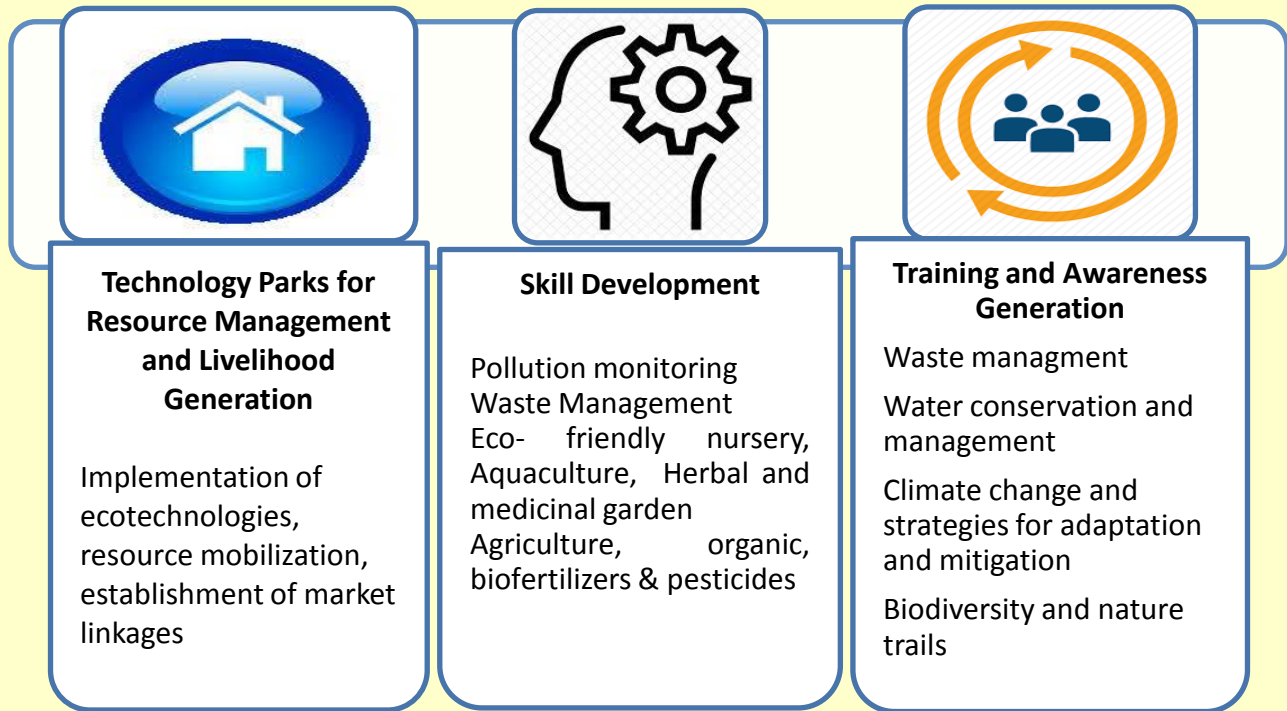 Technology Parks for
Resource Management
and Livelihood
Generation
Implementation of
ecotechnologies,
resource mobilization,
establishment of market
linkages
Skill Development
Pollution monitoring
Waste Management
Eco- friendly nursery,
Aquaculture, Herbal and
medicinal garden
Agriculture, organic,
biofertilizers & pesticides
Training and Awareness
Generation
Waste managment
Water conservation and
management
Climate change and
strategies for adaptation
and mitigation
Biodiversity and nature
trails